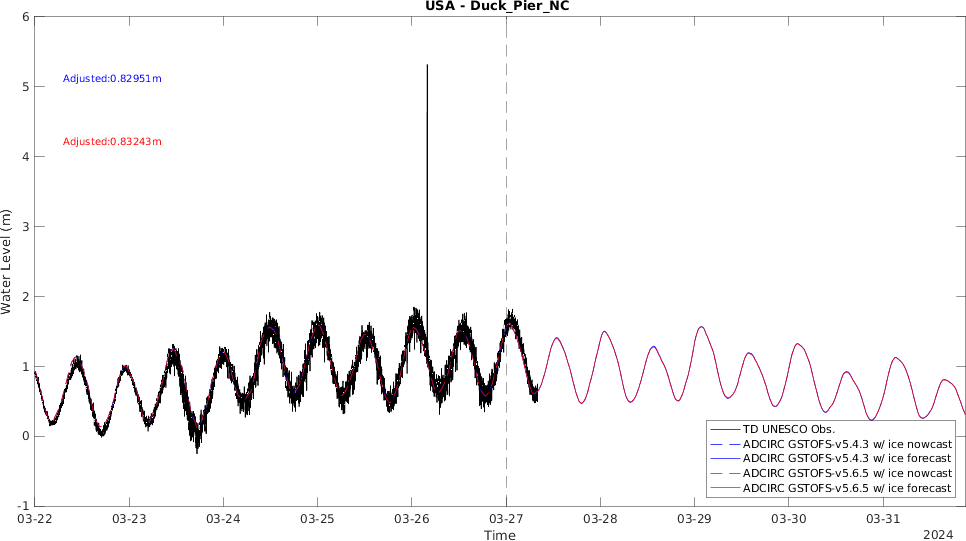 USA - Duck_Pier_NC
6
5
4
3
2
1
0
-1
Water Level (m)
Adjusted:0.82951m
Adjusted:0.83243m
TD UNESCO Obs.
ADCIRC GSTOFS-v5.4.3 w/ ice nowcast
ADCIRC GSTOFS-v5.4.3 w/ ice forecast
ADCIRC GSTOFS-v5.6.5 w/ ice nowcast
ADCIRC GSTOFS-v5.6.5 w/ ice forecast
03-22 03-23 03-24 03-25 03-26 03-27 03-28 03-29 03-30 03-31
Time
2024